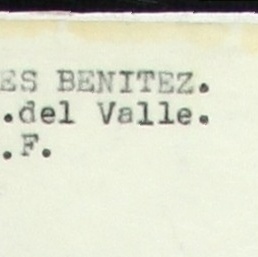 ES BENITEZ.
.del Valle.
.F.